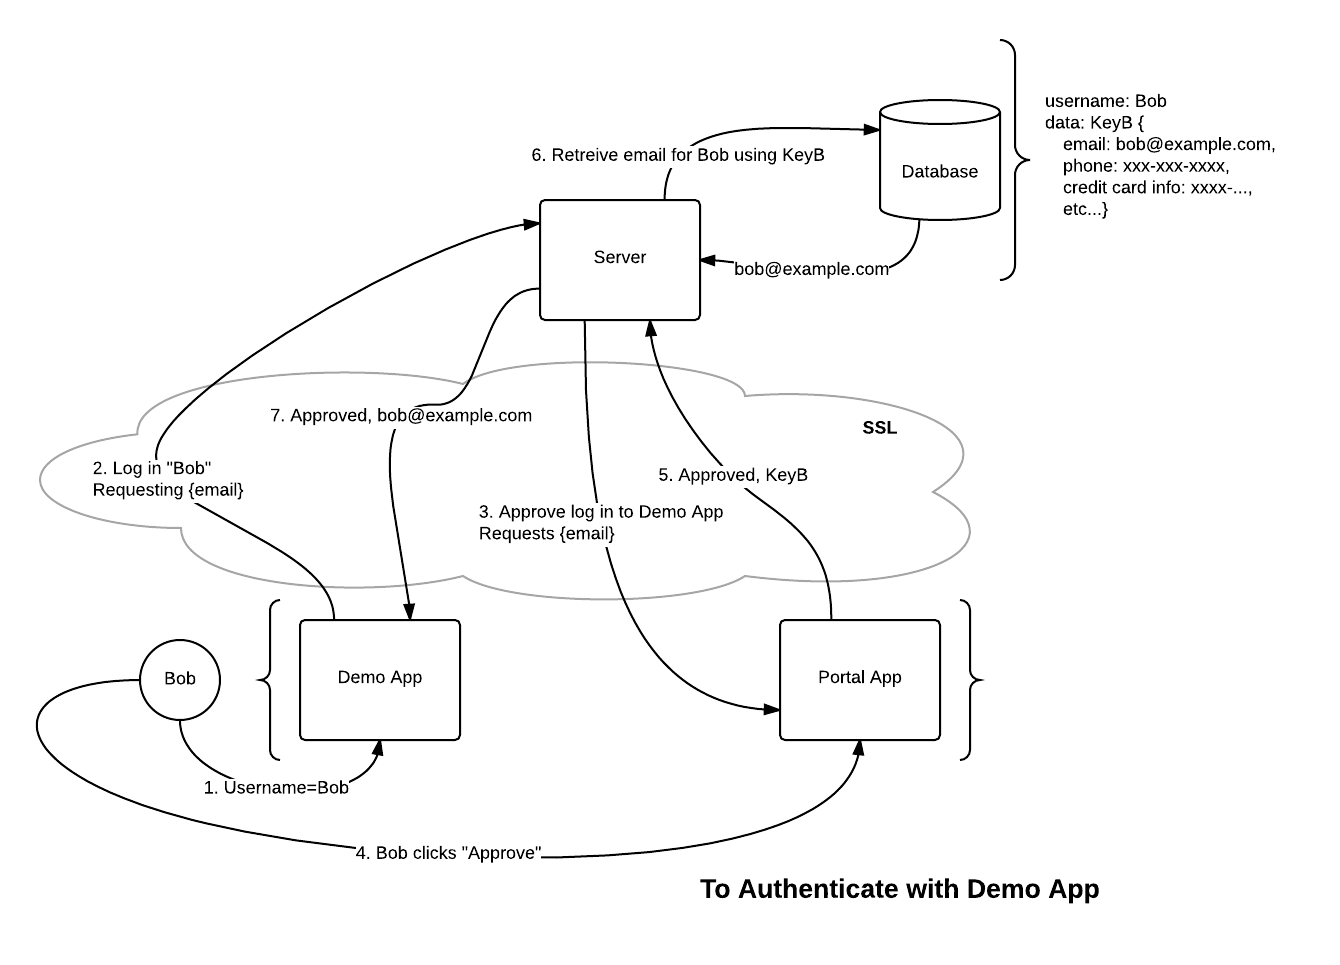 username: Bob
data: KeyB {
email: bob@example.com,
phone: xxx-xxx-xxxx,
credit card info: xxxx-...,
etc...}
6. Retreive email for Bob using KeyB
Database
Server
bob@example.com
7. Approved, bob@example.com
SSL
2. Log in "Bob"
Requesting {email}
5. Approved, KeyB
3. Approve log in to Demo App
Requests {email}
Bob
Demo App
Portal App
1. Username=Bob
4. Bob clicks "Approve"
To Authenticate with Demo App